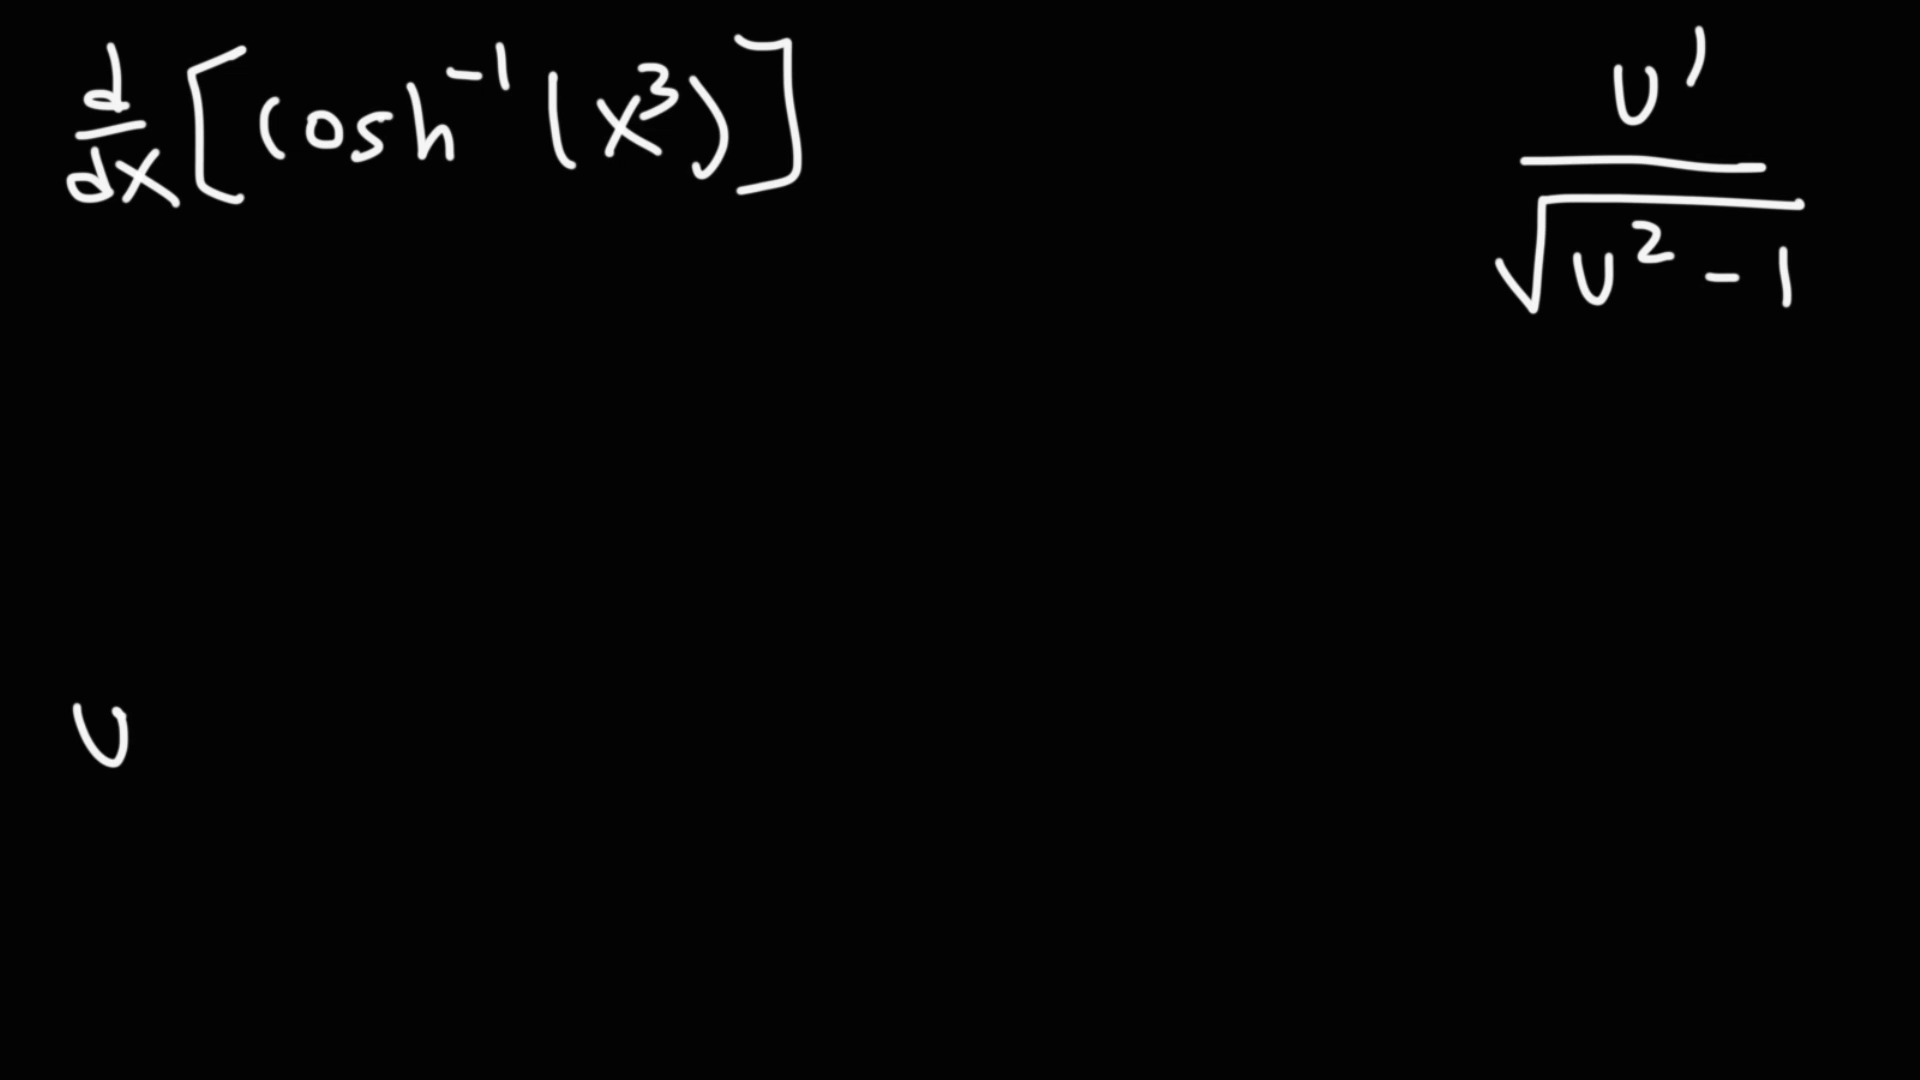 d/dx [cosh⁻¹(x³)]
u'/√(u² - 1)
u